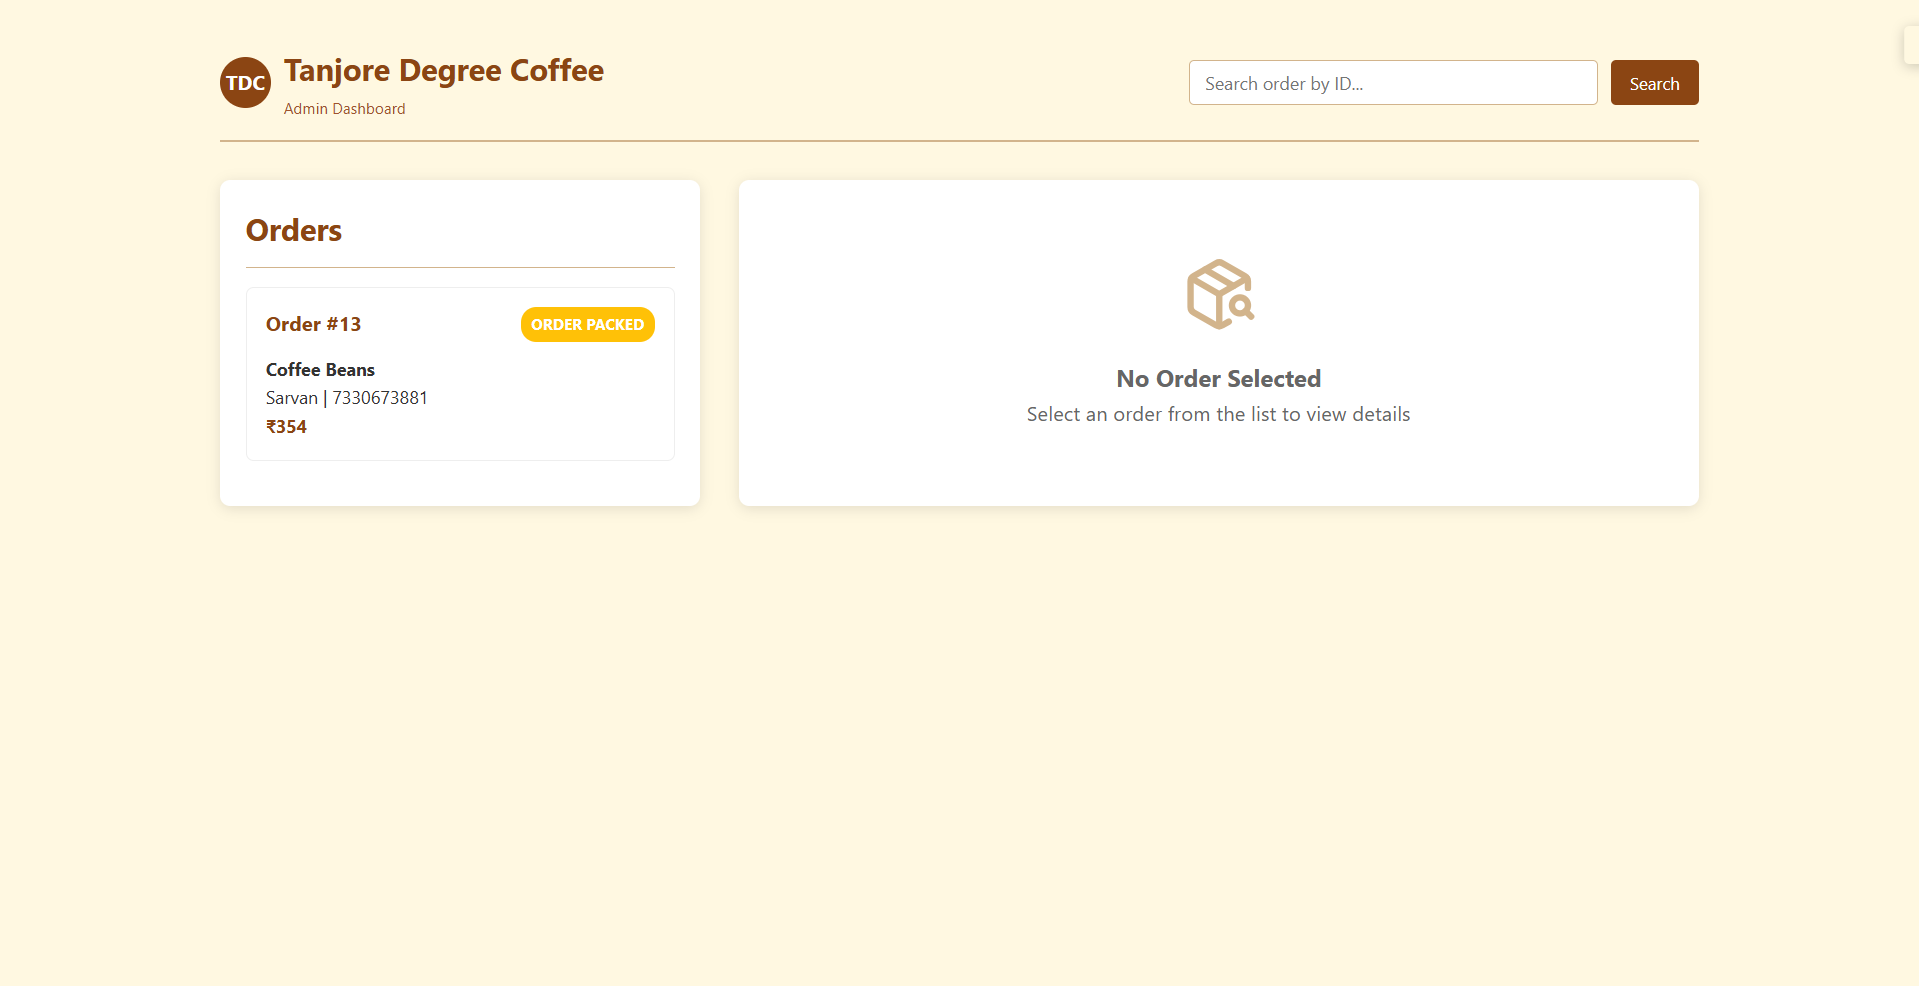 TDC
Tanjore Degree Coffee
Admin Dashboard
Search order by ID...
Search
Orders
Order #13
ORDER PACKED
Coffee Beans
Sarvan | 7330673881
₹354
No Order Selected
Select an order from the list to view details